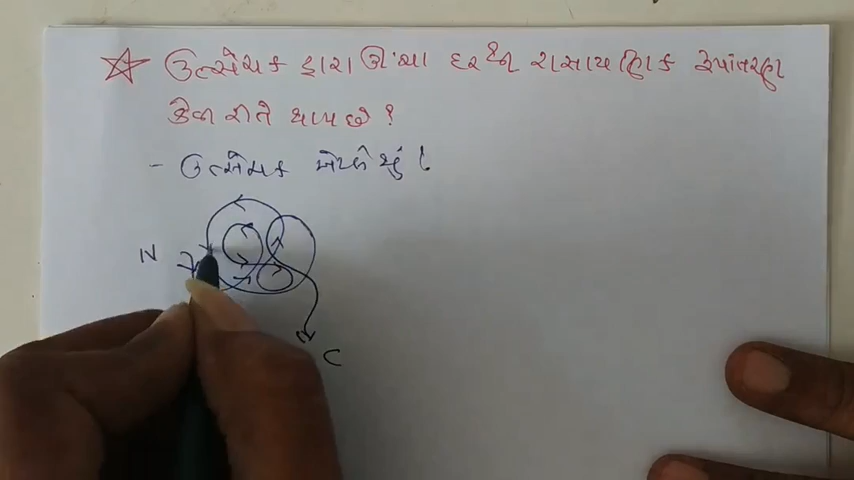 ઉત્સેચક દ્વારા ઊંચા દરથી રાસાયણિક રૂપાંતરણ
કેવી રીતે થાય છે ?
- ઉત્સેચક એટલે શું ?
N
C